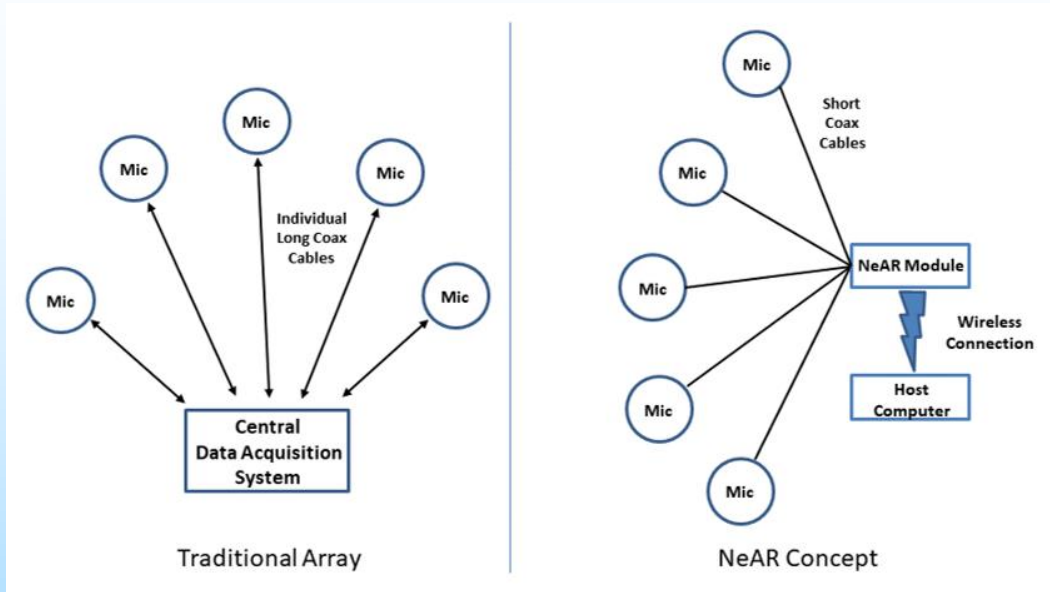 Mic
Mic
Mic
Mic
Mic
Individual
Long Coax
Cables
Central
Data Acquisition
System
Traditional Array
Mic
Short
Coax
Cables
Mic
Mic
Mic
Mic
NeAR Module
Wireless
Connection
Host
Computer
NeAR Concept